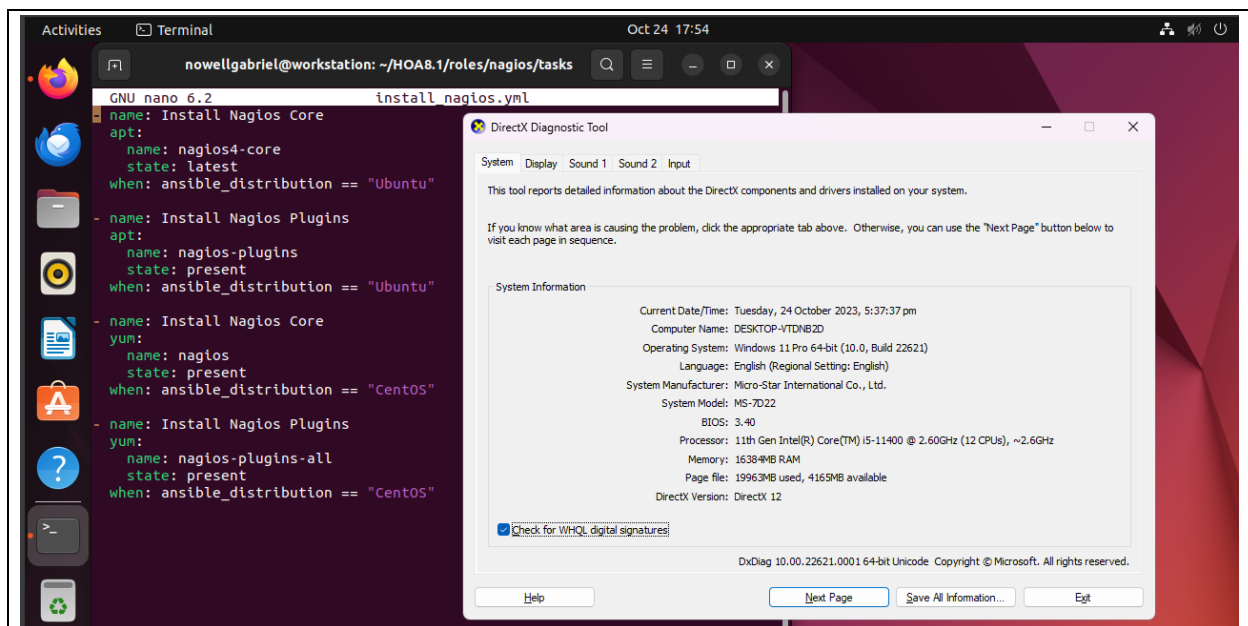 Activities
Terminal
Oct 24 17:54
nowellgabriel@workstation: ~/HOA8.1/roles/nagios/tasks
GNU nano 6.2 install_nagios.yml
- name: Install Nagios Core
apt:
name: nagios4-core
state: latest
when: ansible_distribution == "Ubuntu"
- name: Install Nagios Plugins
apt:
name: nagios-plugins
state: present
when: ansible_distribution == "Ubuntu"
- name: Install Nagios Core
yum:
name: nagios
state: present
when: ansible_distribution == "CentOS"
- name: Install Nagios Plugins
yum:
name: nagios-plugins-all
state: present
when: ansible_distribution == "CentOS"
DirectX Diagnostic Tool
System Display Sound 1 Sound 2 Input
This tool reports detailed information about the DirectX components and drivers installed on your system.
If you know what area is causing the problem, click the appropriate tab above. Otherwise, you can use the "Next Page" button below to
visit each page in sequence.
System Information
Current Date/Time: Tuesday, 24 October 2023, 5:37:37 pm
Computer Name: DESKTOP-VTDNB2D
Operating System: Windows 11 Pro 64-bit (10.0, Build 22621)
Language: English (Regional Setting: English)
System Manufacturer: Micro-Star International Co., Ltd.
System Model: MS-7D22
BIOS: 3.40
Processor: 11th Gen Intel(R) Core(TM) i5-11400 @ 2.60GHz (12 CPUs), ~2.6GHz
Memory: 16384MB RAM
Page file: 19963MB used, 4165MB available
DirectX Version: DirectX 12
Check for WHQL digital signatures
DxDiag 10.00.22621.0001 64-bit Unicode Copyright © Microsoft. All rights reserved.
Help
Next Page
Save All Information...
Exit